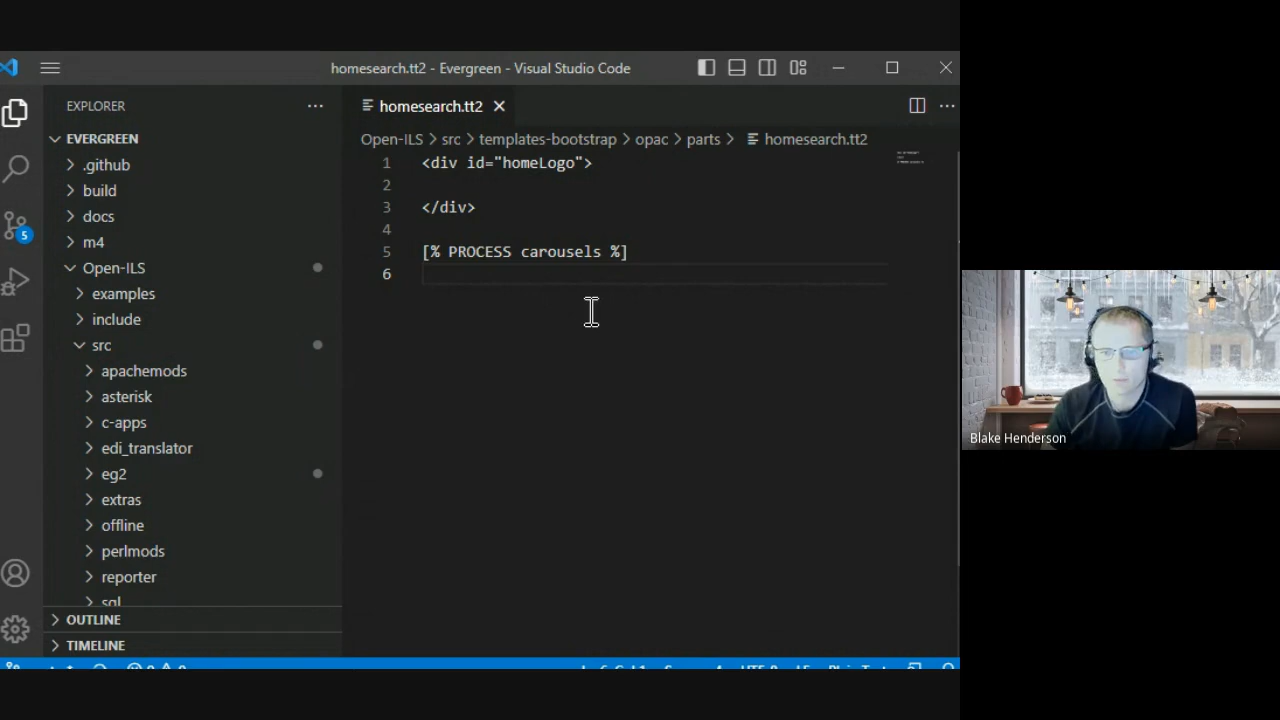 homesearch.tt2 - Evergreen - Visual Studio Code
EXPLORER
homesearch.tt2
EVERGREEN
Open-ILS > src > templates-bootstrap > opac > parts > homesearch.tt2
.github
build
docs
m4
Open-ILS
examples
include
src
apachemods
asterisk
c-apps
edi_translator
eg2
extras
offline
perlmods
reporter
sql
OUTLINE
TIMELINE
5
1 <div id="homeLogo">
2
3 </div>
4
5 [% PROCESS carousels %]
6
Blake Henderson